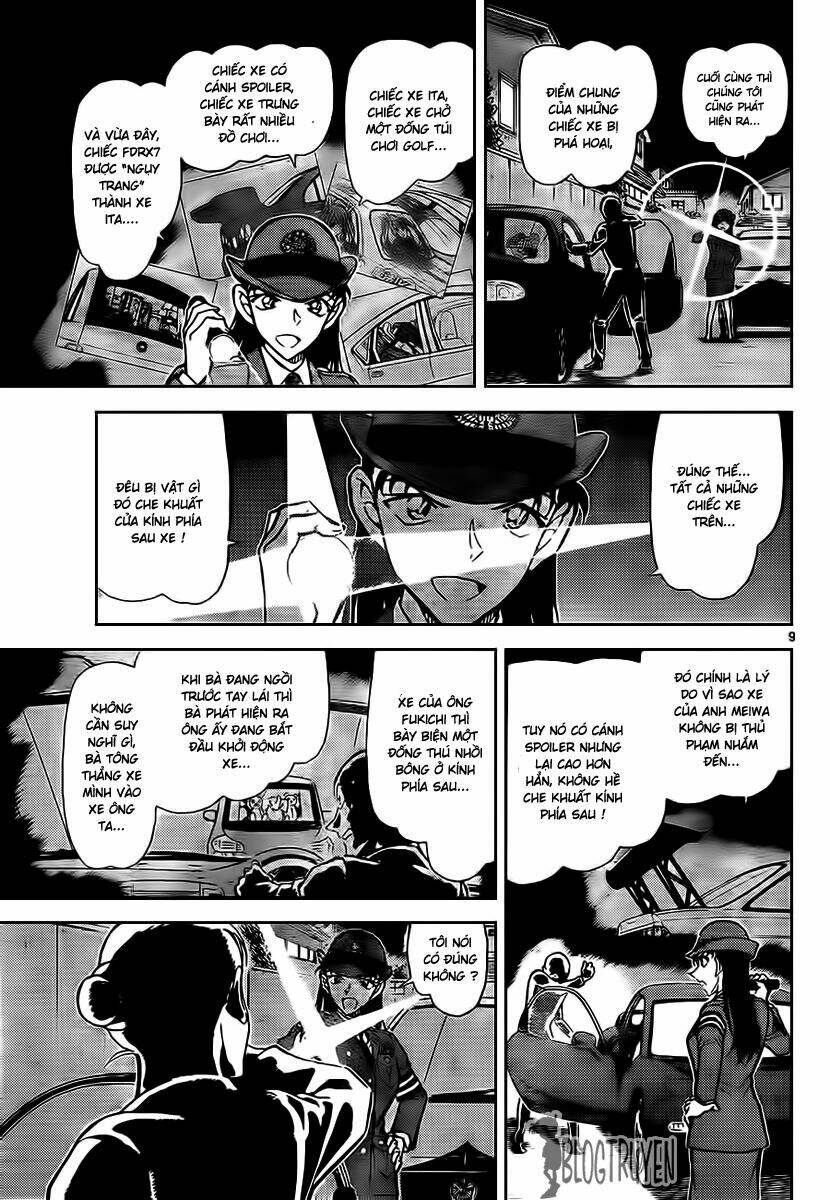 CUỐI CÙNG THÌ
CHÚNG TÔI
CŨNG PHÁT
HIỆN RA...
ĐIỂM CHUNG
CỦA NHỮNG
CHIẾC XE BỊ
PHÁ HOẠI,
CHIẾC XE ITA,
CHIẾC XE CHỞ
MỘT ĐỐNG TÚI
CHƠI GOLF...
CHIẾC XE CÓ
CÁNH SPOILER,
CHIẾC XE TRƯNG
BÀY RẤT NHIỀU
ĐỒ CHƠI...
VÀ VỪA ĐÂY,
CHIẾC FDRX7
ĐƯỢC "NGỤY
TRANG"
THÀNH XE
ITA....
ĐÚNG THẾ...
TẤT CẢ NHỮNG
CHIẾC XE
TRÊN...
ĐÊU BỊ VẬT GÌ
ĐÓ CHE KHUẤT
CỦA KÍNH PHÍA
SAU XE !
9
ĐÓ CHÍNH LÀ LÝ
DO VÌ SAO XE
CỦA ANH MEIWA
KHÔNG BỊ THỦ
PHẠM NHẮM
ĐẾN...
TUY NÓ CÓ CÁNH
SPOILER NHƯNG
LẠI CAO HƠN
HẲN, KHÔNG HỀ
CHE KHUẤT KÍNH
PHÍA SAU !
XE CỦA ÔNG
FUKICHI THÌ
BÀY BIỆN MỘT
ĐỐNG THÚ NHỒI
BÔNG Ở KÍNH
PHÍA SAU...
KHI BÀ ĐANG NGỒI
TRƯỚC TAY LÁI THÌ
BÀ PHÁT HIỆN RA
ÔNG ẤY ĐANG BẮT
ĐẦU KHỞI ĐỘNG
XE...
KHÔNG
CẦN SUY
NGHĨ GÌ,
BÀ TÔNG
THẲNG XE
MÌNH VÀO
XE ÔNG
TA...
TÔI NÓI
CÓ ĐÚNG
KHÔNG ?
BLOGTRUYEN